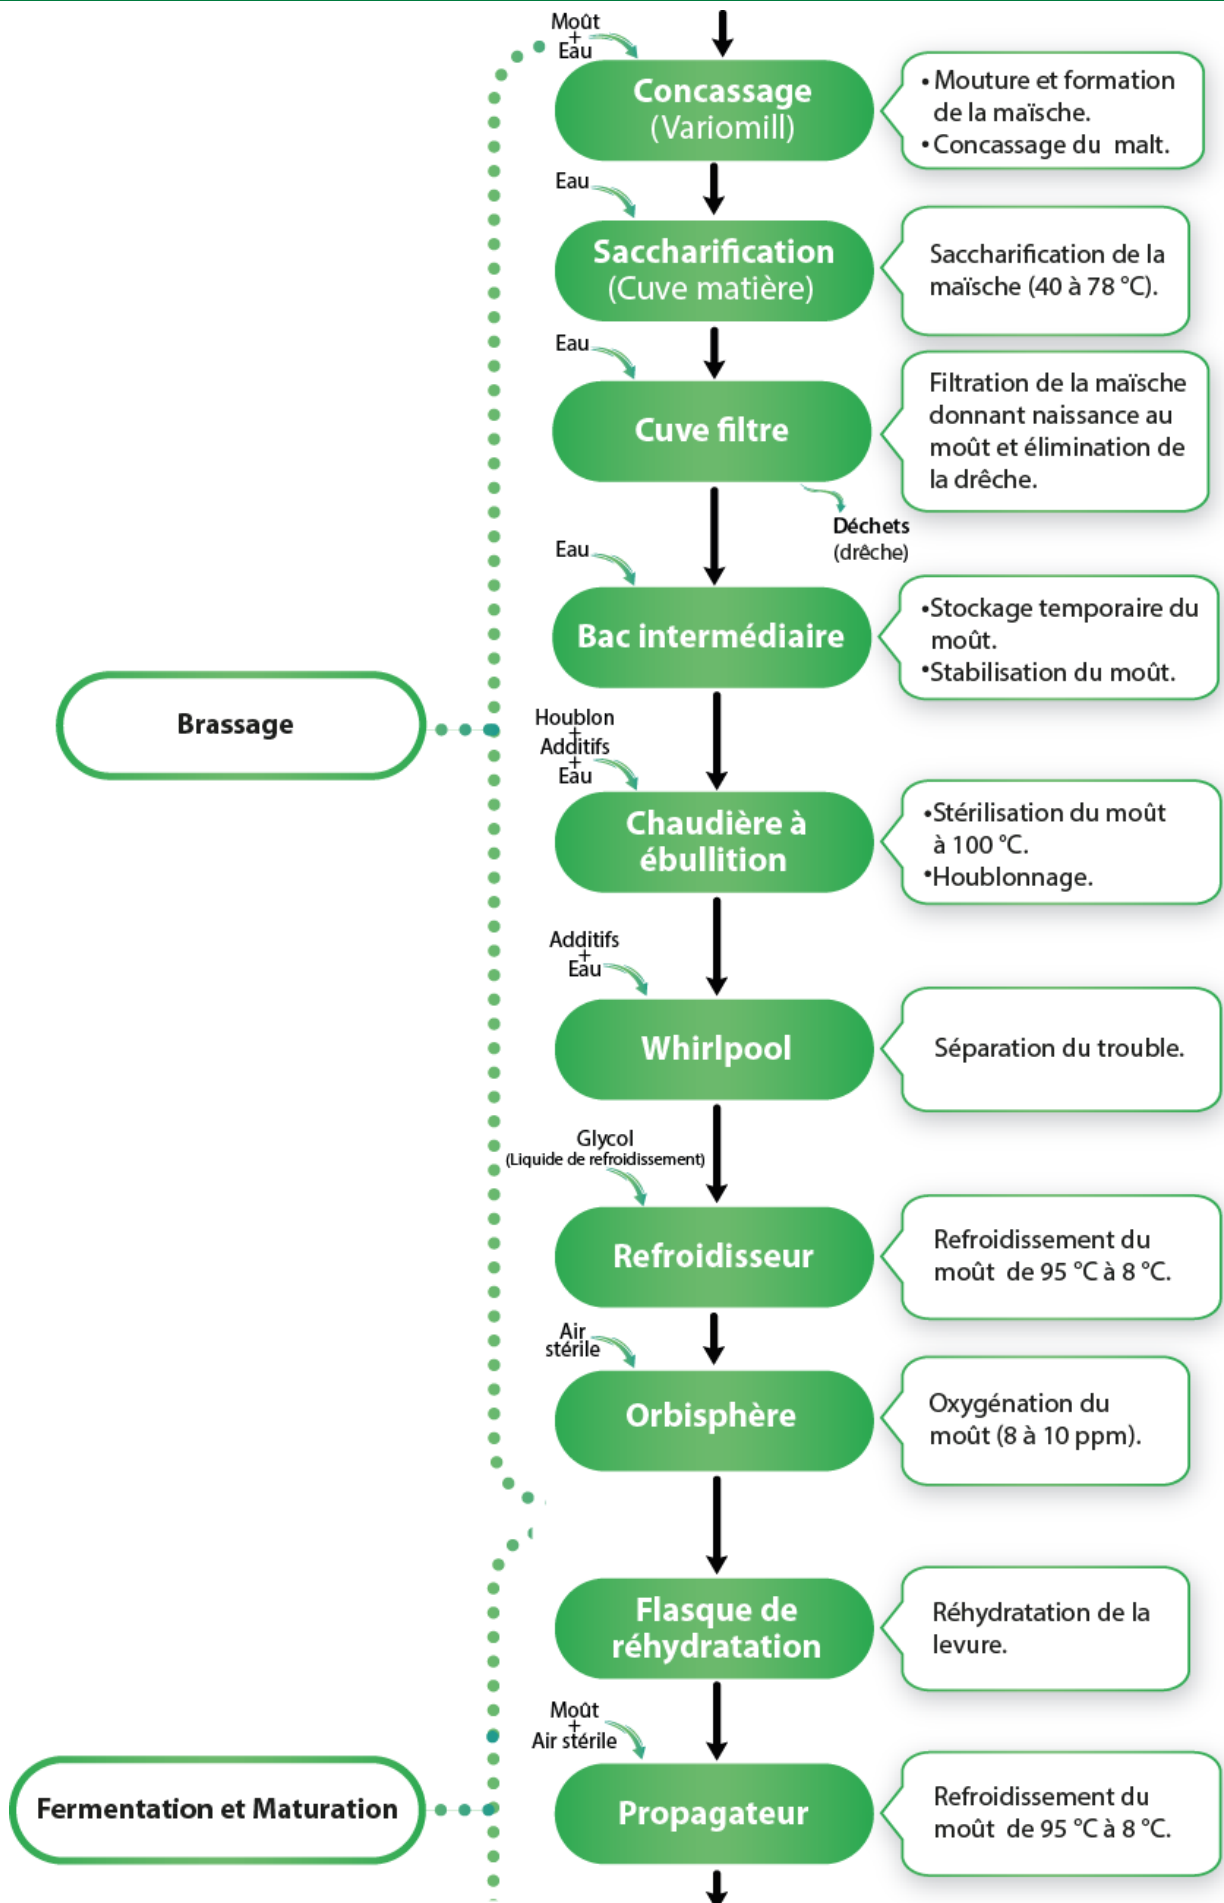 Moût
+
Eau
Concassage
(Variomill)
• Mouture et formation
de la maïsche.
• Concassage du malt.
Eau
Saccharification
(Cuve matière)
Saccharification de la
maïsche (40 à 78 °C).
Eau
Cuve filtre
Filtration de la maïsche
donnant naissance au
moût et élimination de
la drêche.
Déchets
(drêche)
Eau
Bac intermédiaire
•Stockage temporaire du
moût.
•Stabilisation du moût.
Brassage
Houblon
+
Additifs
+
Eau
Chaudière à
ébullition
•Stérilisation du moût
à 100 °C.
•Houblonnage.
Additifs
+
Eau
Whirlpool
Séparation du trouble.
Glycol
(Liquide de refroidissement)
Refroidisseur
Refroidissement du
moût de 95 °C à 8 °C.
Air
stérile
Orbisphère
Oxygénation du
moût (8 à 10 ppm).
Flasque de
réhydratation
Réhydratation de la
levure.
Moût
+
Air stérile
Fermentation et Maturation
Propagateur
Refroidissement du
moût de 95 °C à 8 °C.